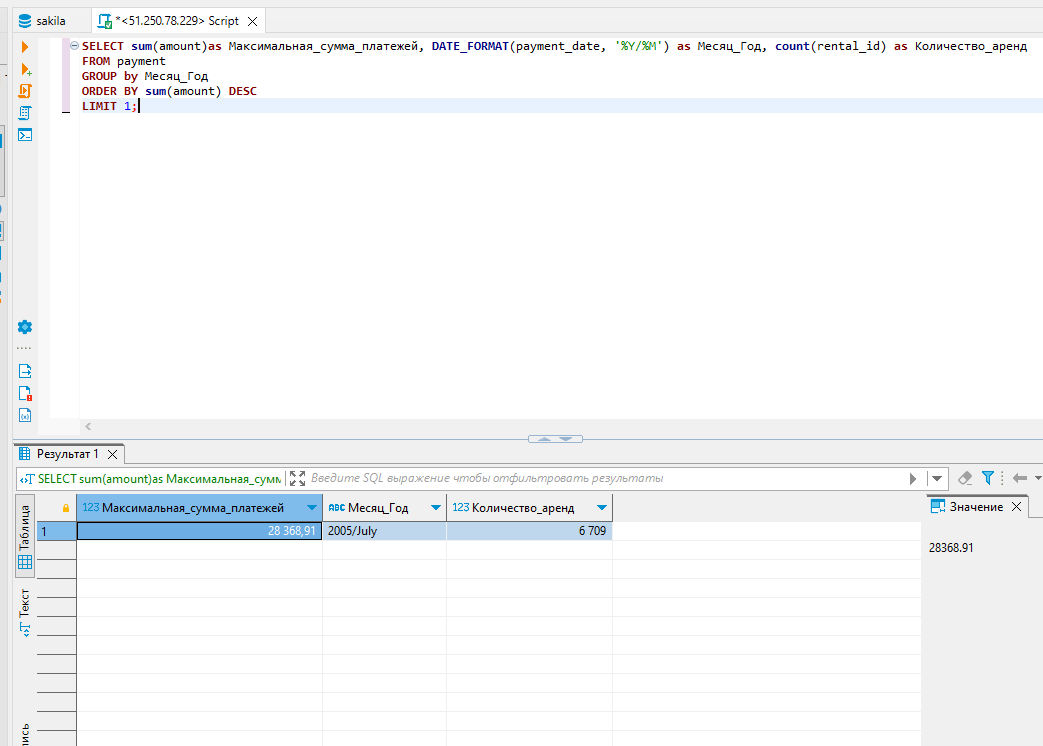 sakila
*<51.250.78.229> Script
SELECT sum(amount)as Максимальная_сумма_платежей, DATE_FORMAT(payment_date, '%Y/%M') as Месяц_Год, count(rental_id) as Количество_аренд
FROM payment
GROUP by Месяц_Год
ORDER BY sum(amount) DESC
LIMIT 1;
Результат 1
SELECT sum(amount)as Максимальная_сумм
Введите SQL выражение чтобы отфильтровать результаты
Таблица
123 Максимальная_сумма_платежей
ABC Месяц_Год
123 Количество_аренд
Значение
1
28 368,91
2005/July
6 709
28368.91
Текст